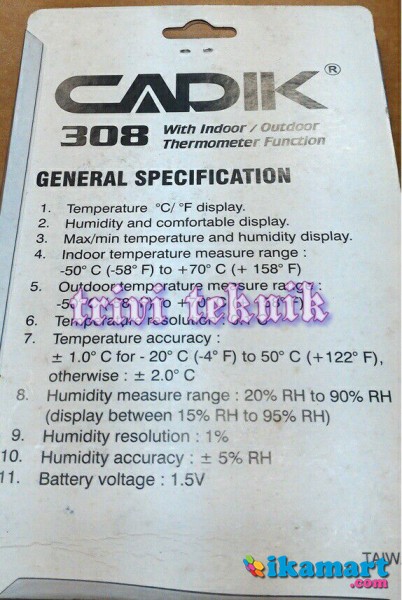 CADIK®
308 With Indoor / Outdoor
Thermometer Function
GENERAL SPECIFICATION
1. Temperature °C/ °F display.
2. Humidity and comfortable display.
3. Max/min temperature and humidity display.
4. Indoor temperature measure range :
-50° C (-58° F) to +70° C (+ 158° F)
5. Outdoor temperature measure range :
trivi teknik
6. Temperature resolution :
7. Temperature accuracy :
± 1.0° C for - 20° C (-4° F) to 50° C (+122° F),
otherwise : ± 2.0° C
8. Humidity measure range : 20% RH to 90% RH
(display between 15% RH to 95% RH)
9. Humidity resolution : 1%
10. Humidity accuracy : ± 5% RH
11. Battery voltage : 1.5V
TAIW
ikamart
.com